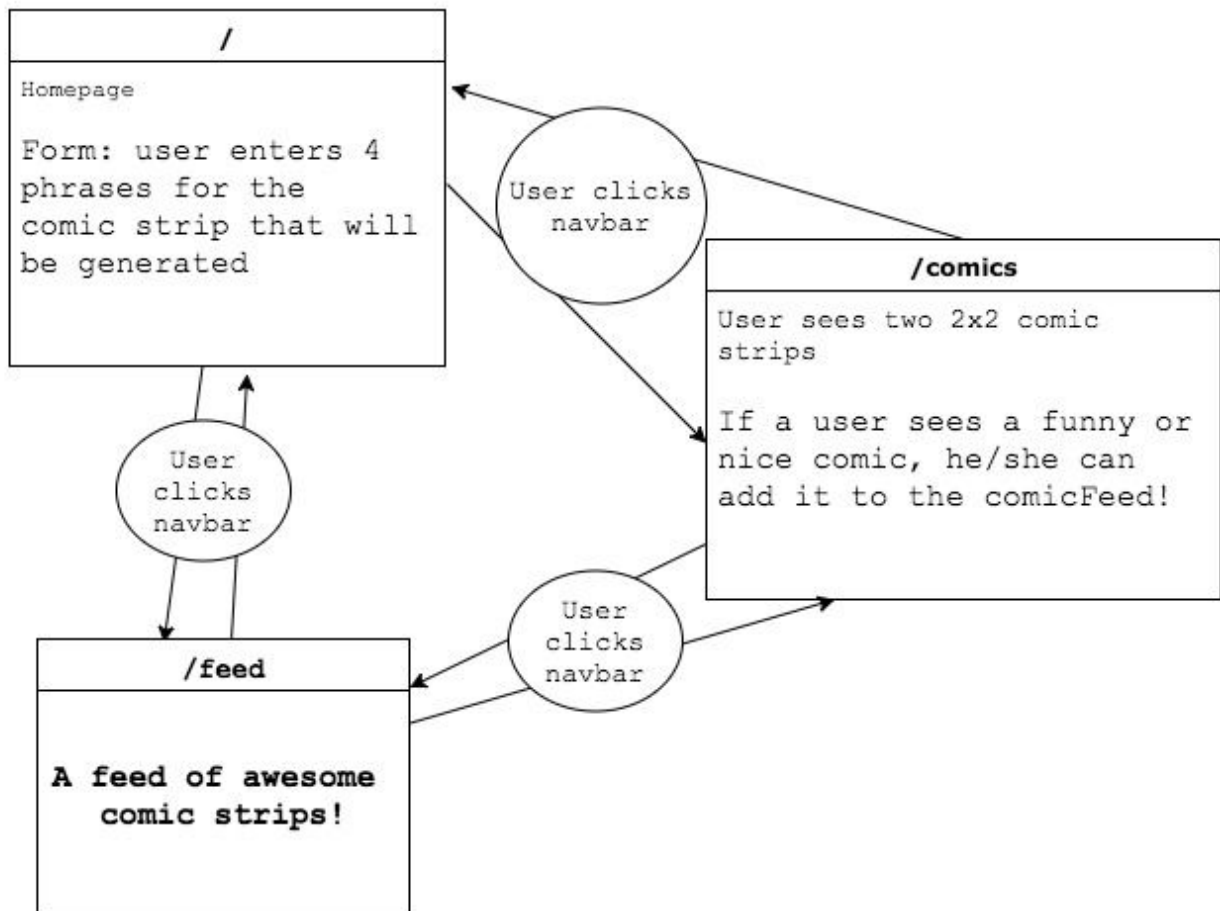 /
Homepage
Form: user enters 4
phrases for the
comic strip that will
be generated
User clicks
navbar
/comics
User sees two 2x2 comic
strips
If a user sees a funny or
nice comic, he/she can
add it to the comicFeed!
User
clicks
navbar
User
clicks
navbar
/feed
A feed of awesome
comic strips!